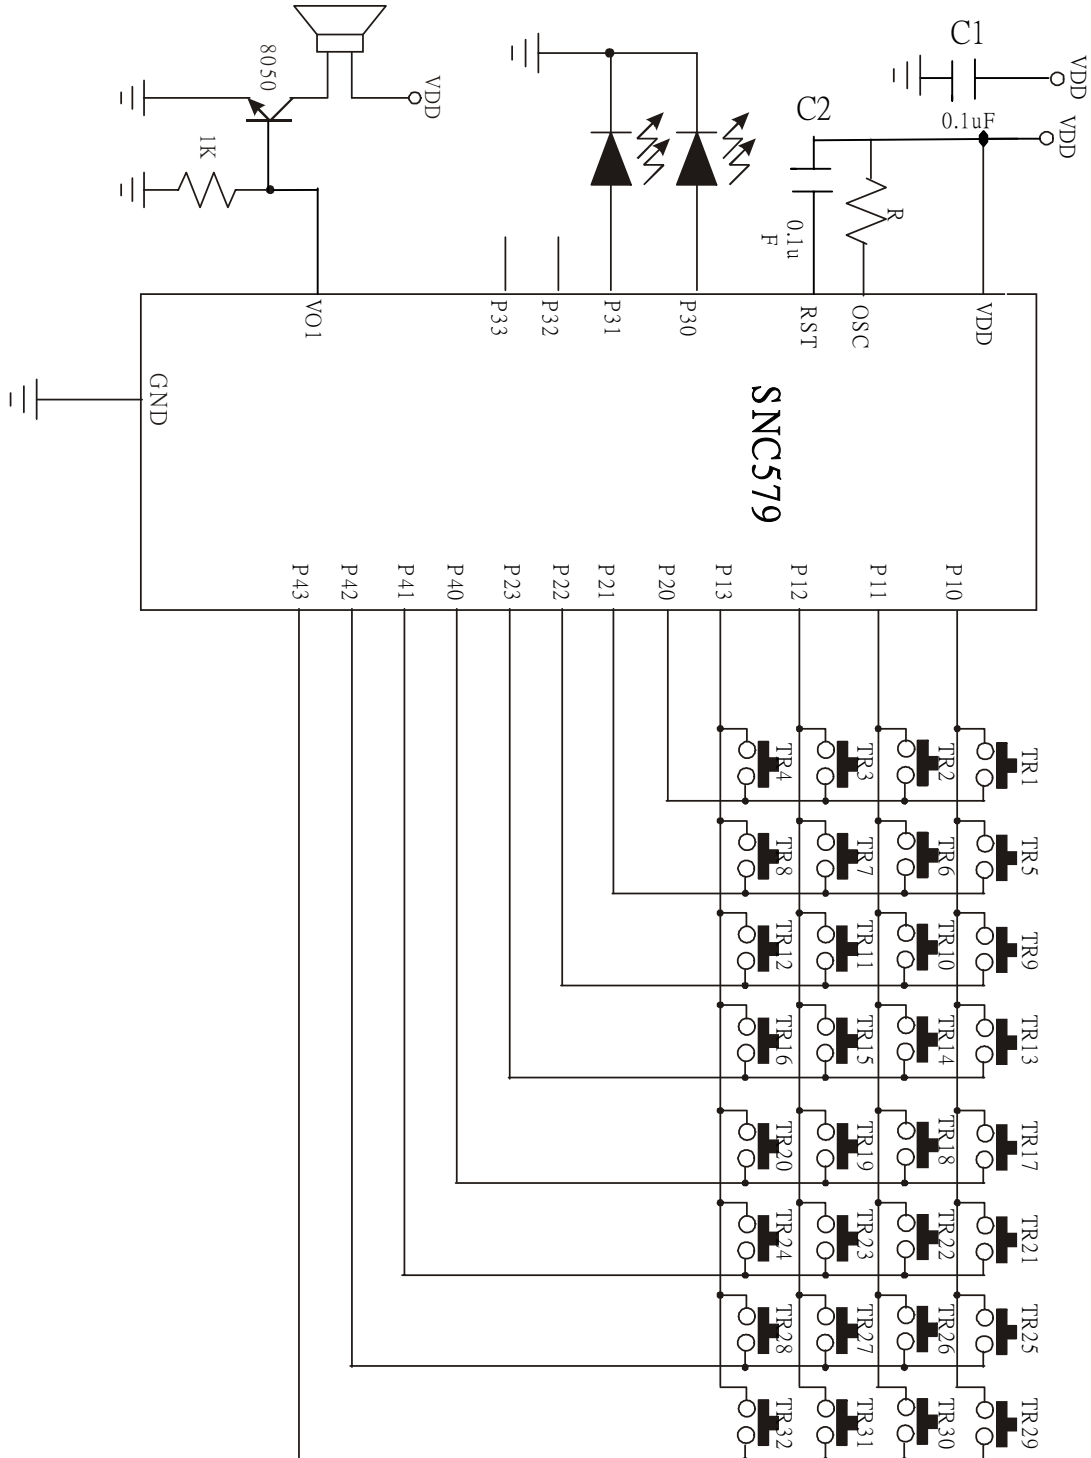 C1
VDD
0.1uF
VDD
C2
8050
VDD
1K
R
0.1u
F
VO1
P33
P32
P31
P30
RST
OSC
VDD
GND
SNC579
P43
P42
P41
P40
P23
P22
P21
P20
P13
P12
P11
P10
TR4
TR3
TR2
TR1
TR8
TR7
TR6
TR5
TR12
TR11
TR10
TR9
TR16
TR15
TR14
TR13
TR20
TR19
TR18
TR17
TR24
TR23
TR22
TR21
TR28
TR27
TR26
TR25
TR32
TR31
TR30
TR29